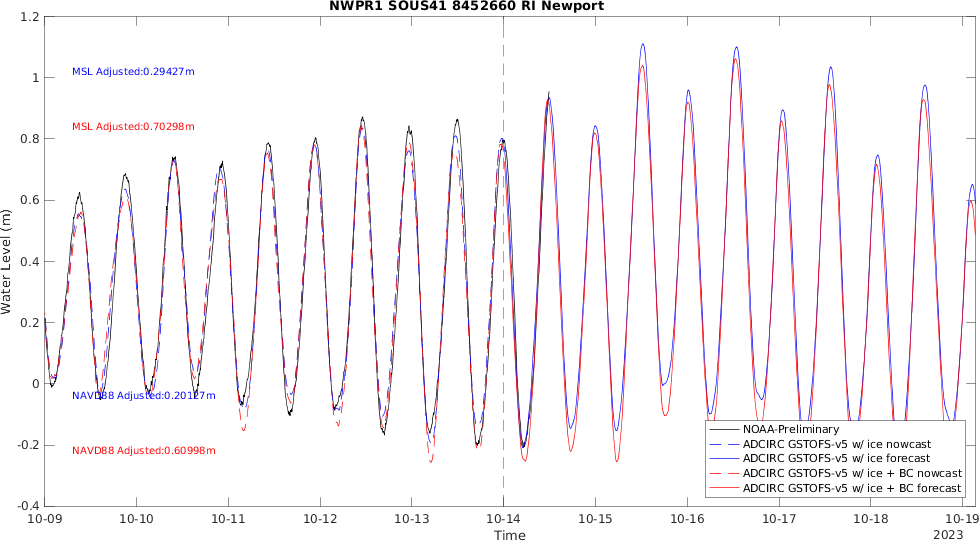 NWPR1 SOUS41 8452660 RI Newport
1.2
1
0.8
0.6
0.4
0.2
0
-0.2
-0.4
Water Level (m)
MSL Adjusted:0.29427m
MSL Adjusted:0.70298m
NAVD88 Adjusted:0.20127m
NAVD88 Adjusted:0.60998m
NOAA-Preliminary
ADCIRC GSTOFS-v5 w/ ice nowcast
ADCIRC GSTOFS-v5 w/ ice forecast
ADCIRC GSTOFS-v5 w/ ice + BC nowcast
ADCIRC GSTOFS-v5 w/ ice + BC forecast
10-09 10-10 10-11 10-12 10-13 10-14 10-15 10-16 10-17 10-18 10-19
Time
2023